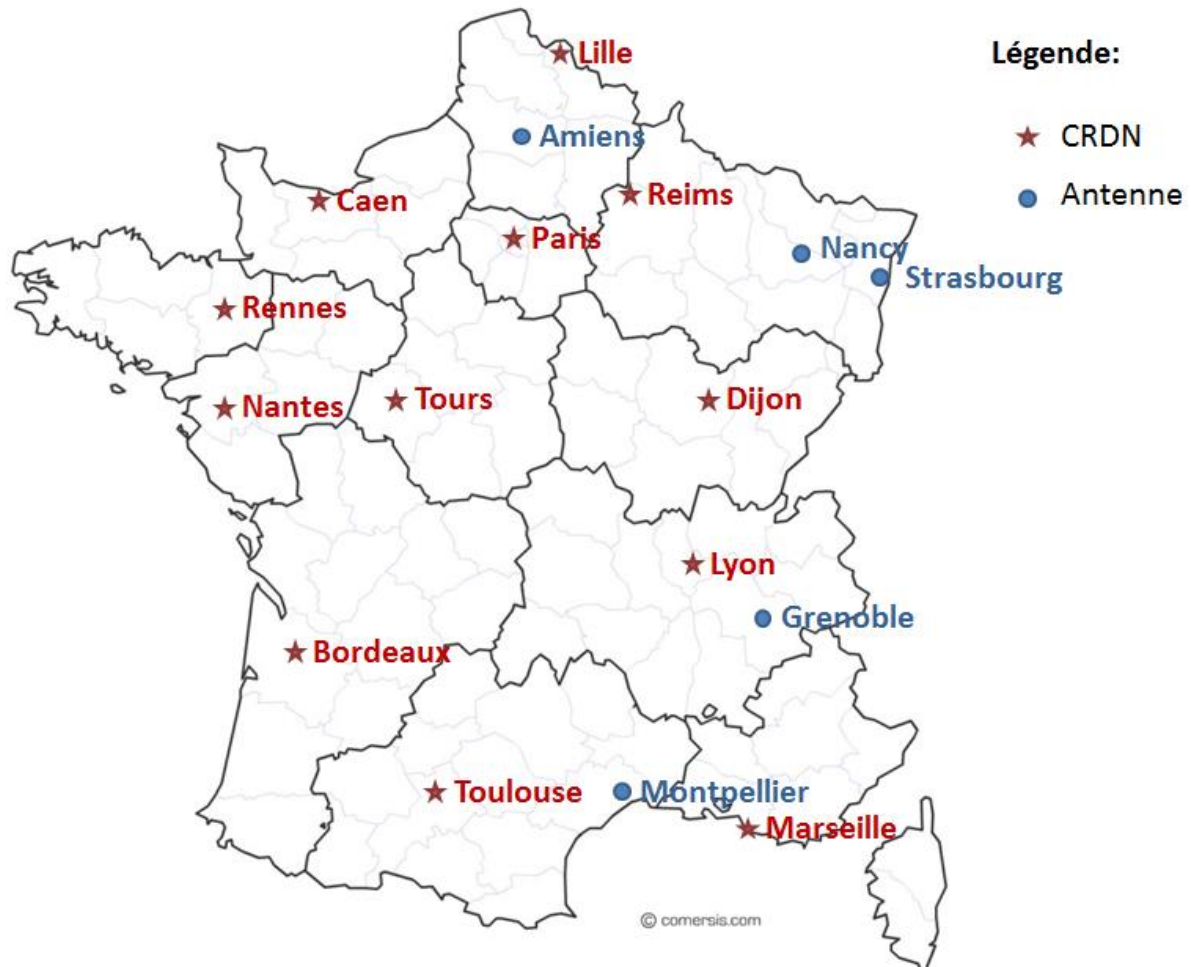 Lille
Légende:
Amiens
CRDN
Caen
Reims
Antenne
Paris
Nancy
Strasbourg
Rennes
Nantes
Tours
Dijon
Lyon
Grenoble
Bordeaux
Toulouse
Montpellier
Marseille
© comersis.com